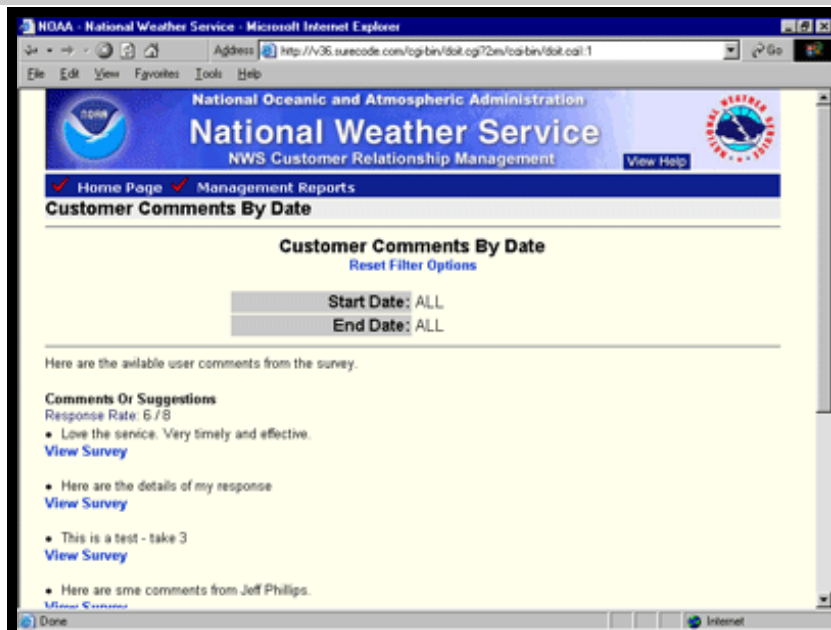 NOAA - National Weather Service - Microsoft Internet Explorer
Address http://v36.surecode.com/cgi-bin/doit.cgi?2m/cgi-bin/doit.cgi!:1 Go
File Edit View Favorites Tools Help
National Oceanic and Atmospheric Administration
NOAA National Weather Service
NWS Customer Relationship Management View Help
Home Page Management Reports
Customer Comments By Date
Customer Comments By Date
Reset Filter Options
Start Date: ALL
End Date: ALL
Here are the avilable user comments from the survey.
Comments Or Suggestions
Response Rate: 6 / 8
• Love the service. Very timely and effective.
View Survey
• Here are the details of my response
View Survey
• This is a test - take 3
View Survey
• Here are sme comments from Jeff Phillips.
View Survey
Done Internet